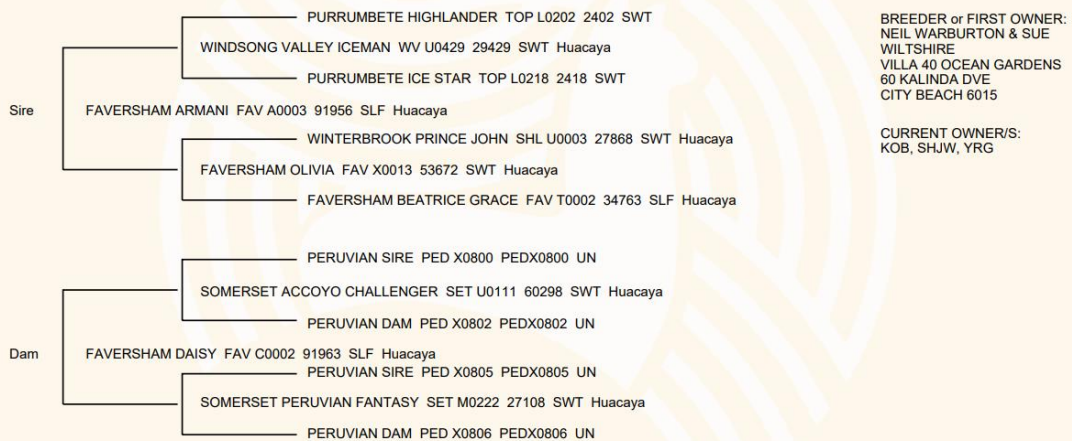 PURRUMBETE HIGHLANDER TOP L0202 2402 SWT
WINDSONG VALLEY ICEMAN WV U0429 29429 SWT Huacaya
PURRUMBETE ICE STAR TOP L0218 2418 SWT
Sire
FAVERSHAM ARMANI FAV A0003 91956 SLF Huacaya
WINTERBROOK PRINCE JOHN SHL U0003 27868 SWT Huacaya
FAVERSHAM OLIVIA FAV X0013 53672 SWT Huacaya
FAVERSHAM BEATRICE GRACE FAV T0002 34763 SLF Huacaya
PERUVIAN SIRE PED X0800 PEDX0800 UN
SOMERSET ACCOYO CHALLENGER SET U0111 60298 SWT Huacaya
PERUVIAN DAM PED X0802 PEDX0802 UN
Dam
FAVERSHAM DAISY FAV C0002 91963 SLF Huacaya
PERUVIAN SIRE PED X0805 PEDX0805 UN
SOMERSET PERUVIAN FANTASY SET M0222 27108 SWT Huacaya
PERUVIAN DAM PED X0806 PEDX0806 UN
BREEDER or FIRST OWNER:
NEIL WARBURTON & SUE
WILTSHIRE
VILLA 40 OCEAN GARDENS
60 KALINDA DVE
CITY BEACH 6015
CURRENT OWNER/S:
KOB, SHJW, YRG